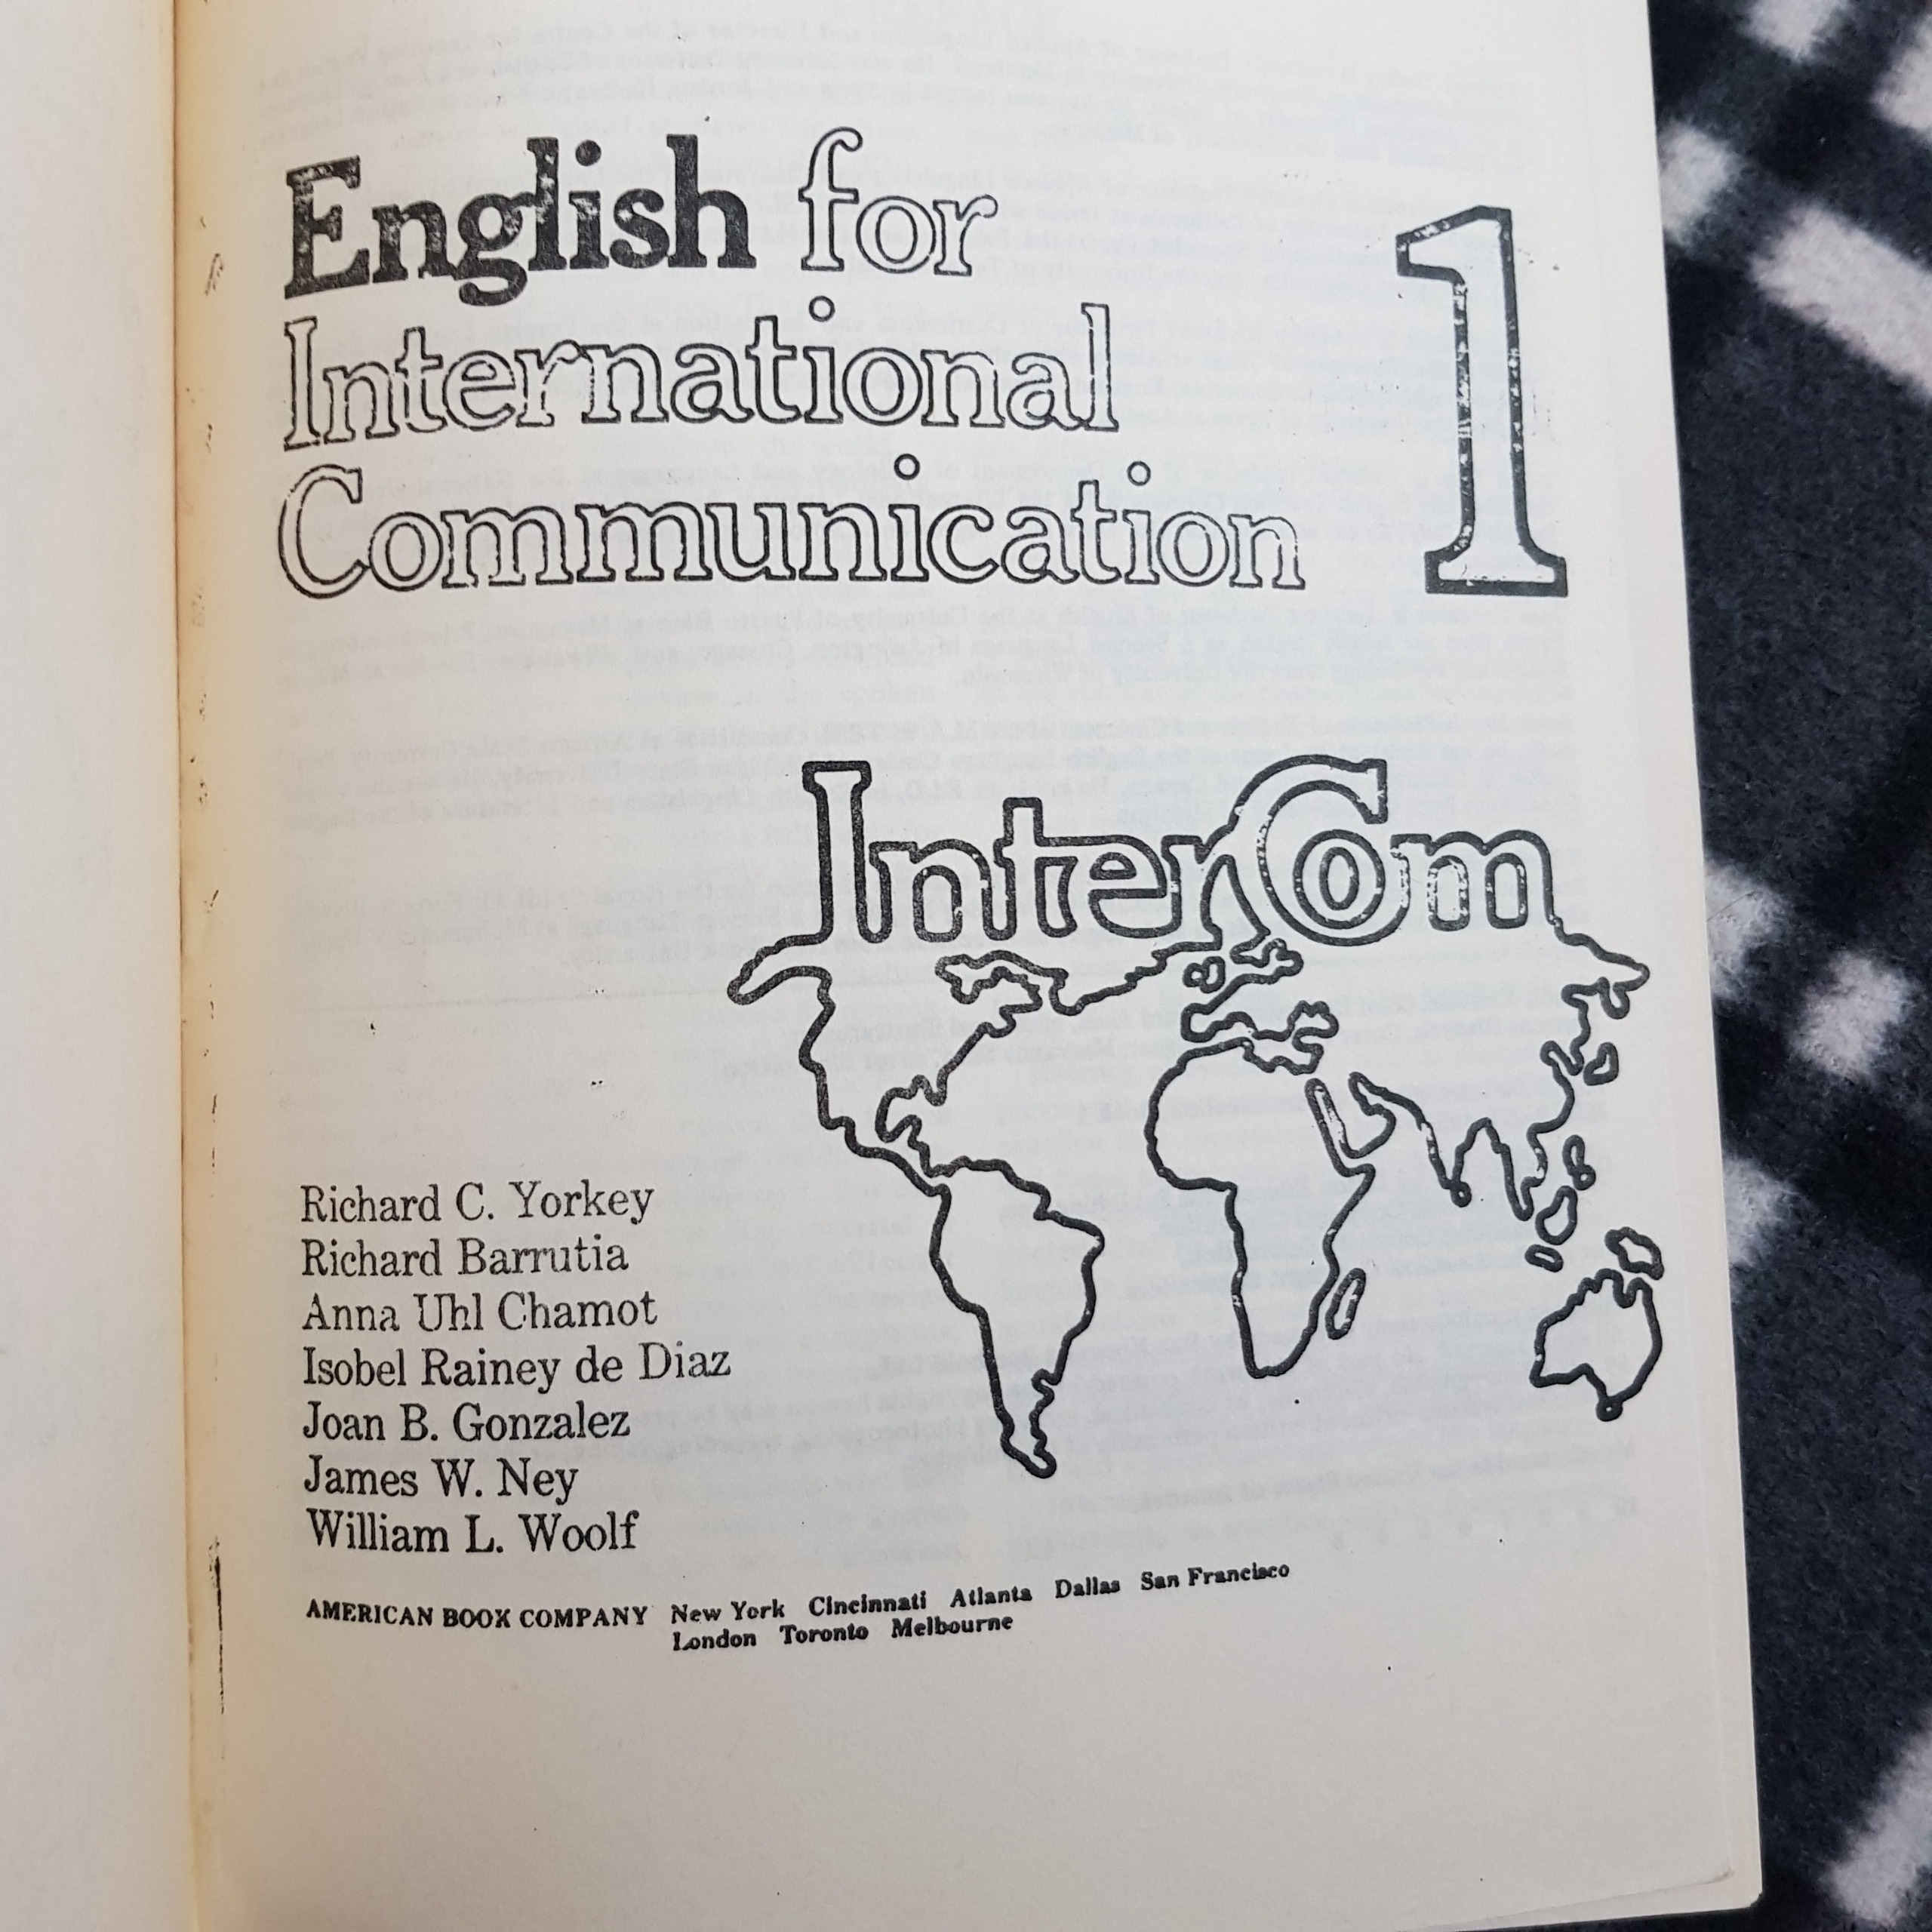 English for
International
Communication
1
InterCom
Richard C. Yorkey
Richard Barrutia
Anna Uhl Chamot
Isobel Rainey de Diaz
Joan B. Gonzalez
James W. Ney
William L. Woolf
AMERICAN BOOK COMPANY New York Cincinnati Atlanta Dallas San Francisco
London Toronto Melbourne